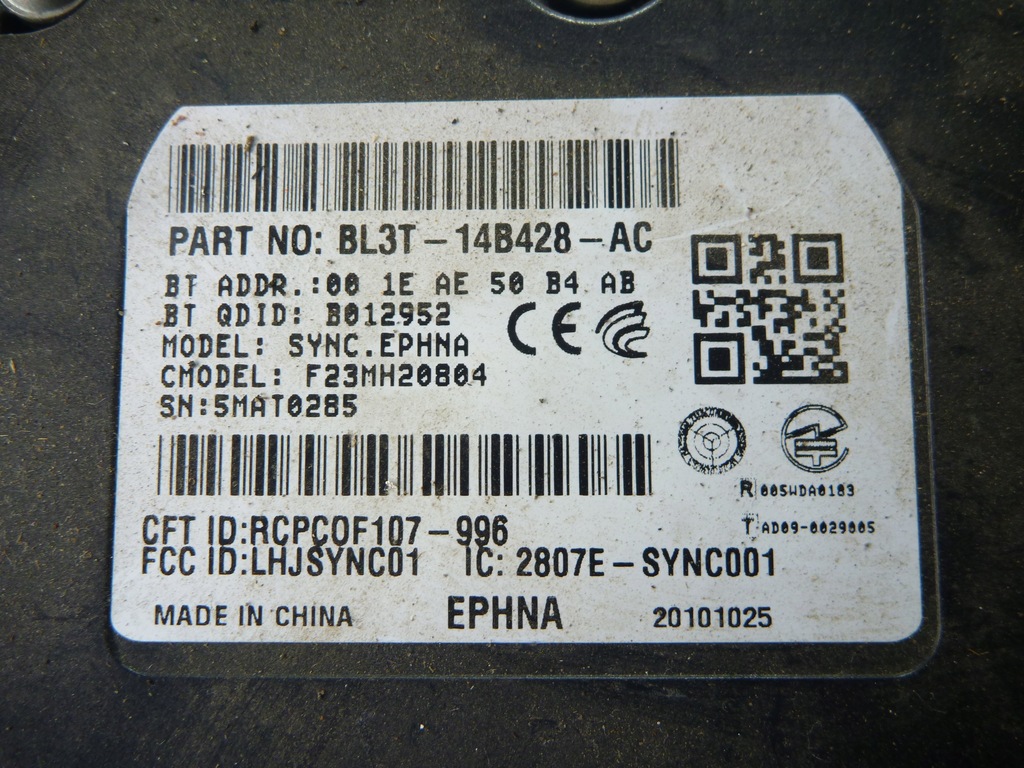 PART NO: BL3T-14B428-AC
BT ADDR.:00 1E AE 50 B4 AB
BT QDID: B012952
CE
MODEL: SYNC.EPHNA
CMODEL: F23MH20804
SN:5MAT0285
R 005WDA0183
T AD09-0029005
CFT ID:RCPCOF107-996
FCC ID:LHJSYNC01 IC: 2807E-SYNC001
MADE IN CHINA EPHNA 20101025